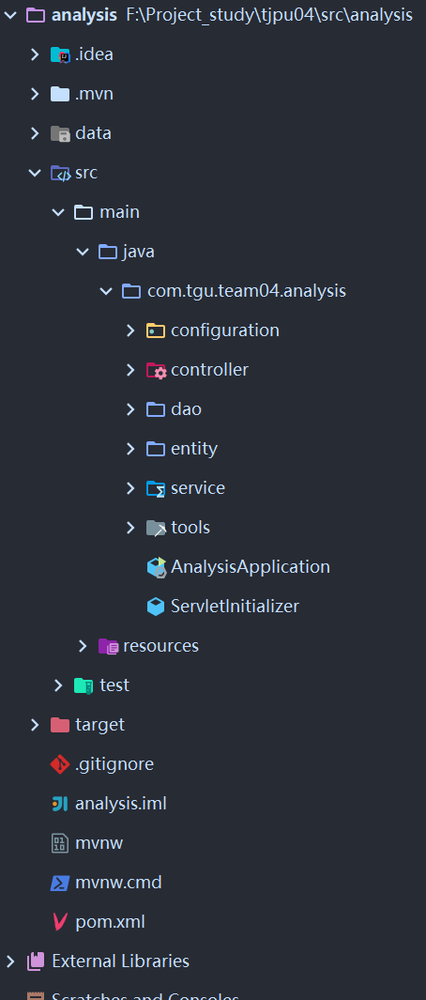 analysis F:\Project_study\tjpu04\src\analysis
.idea
.mvn
data
src
main
java
com.tgu.team04.analysis
configuration
controller
dao
entity
service
tools
AnalysisApplication
ServletInitializer
resources
test
target
.gitignore
analysis.iml
mvnw
mvnw.cmd
pom.xml
External Libraries
Scratches and Consoles